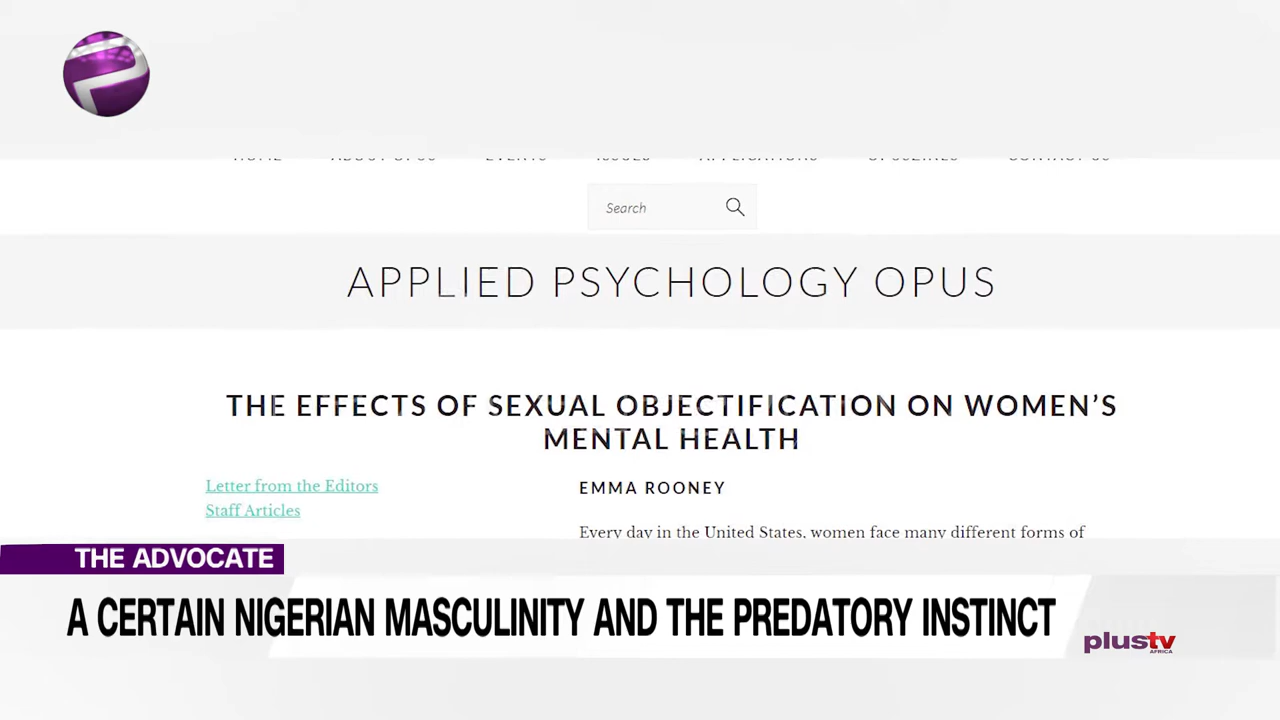 Search
APPLIED PSYCHOLOGY OPUS
THE EFFECTS OF SEXUAL OBJECTIFICATION ON WOMEN'S
MENTAL HEALTH
Letter from the Editors
Staff Articles
EMMA ROONEY
Every day in the United States, women face many different forms of
THE ADVOCATE
A CERTAIN NIGERIAN MASCULINITY AND THE PREDATORY INSTINCT
plustv
AFRICA